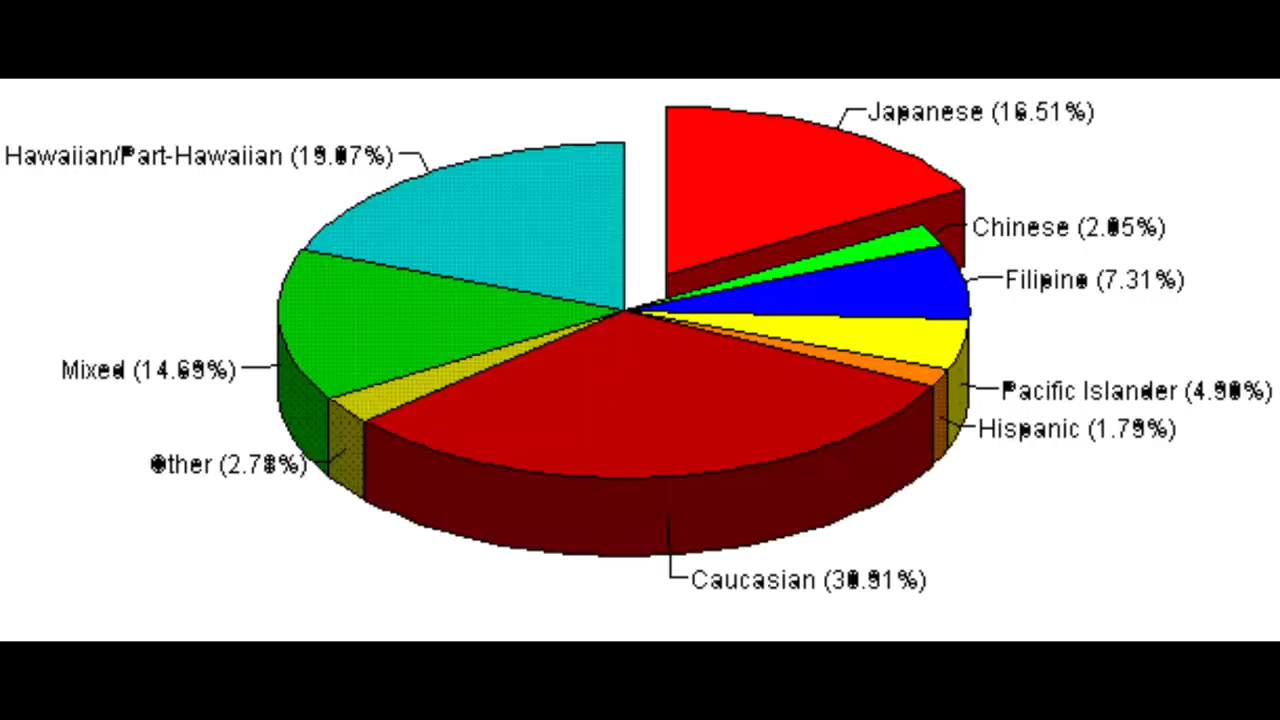 Japanese (16.51%)
Hawaiian/Part-Hawaiian (19.07%)
Chinese (2.05%)
Filipino (7.31%)
Mixed (14.69%)
Pacific Islander (4.90%)
Hispanic (1.79%)
Other (2.78%)
Caucasian (30.91%)